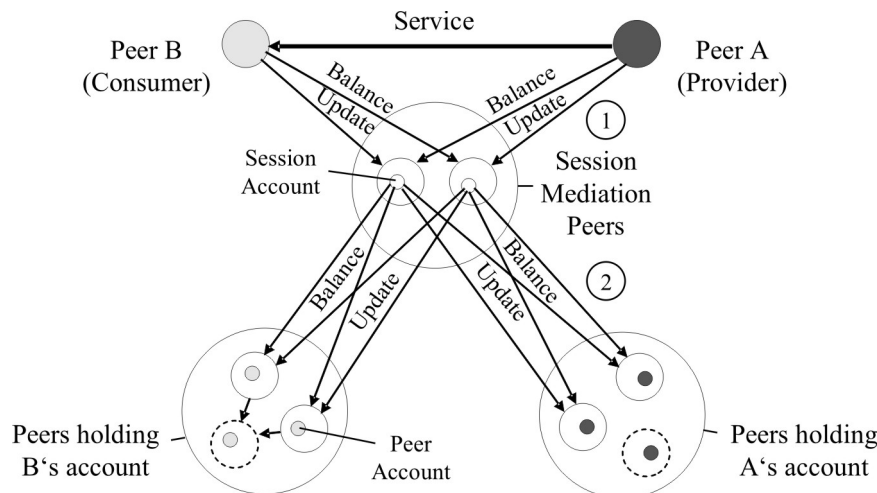 Service
Peer B
(Consumer)
Peer A
(Provider)
Balance
Update
Balance
Update
1
Session
Account
Session
Mediation
Peers
Balance
Update
Update
Balance
2
Peers holding
B‘s account
Peer
Account
Peers holding
A‘s account